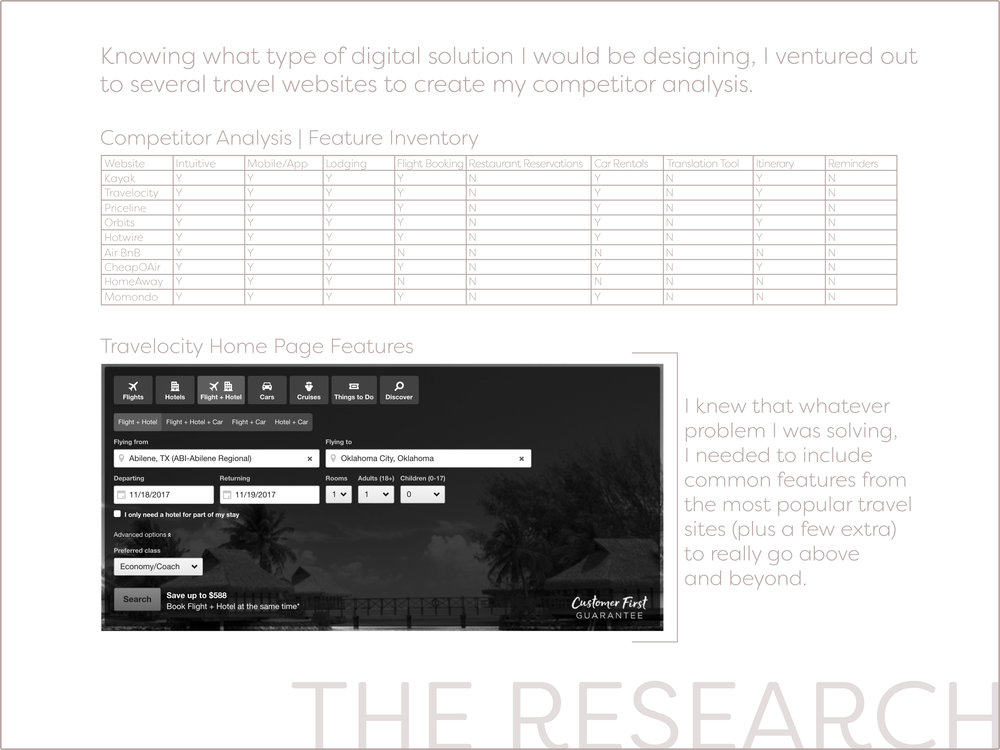 Knowing what type of digital solution I would be designing, I ventured out
to several travel websites to create my competitor analysis.
Competitor Analysis | Feature Inventory
Website Intuitive Mobile/App Lodging Flight Booking Restaurant Reservations Car Rentals Translation Tool Itinerary Reminders
Kayak Y Y Y Y N Y N Y N
Travelocity Y Y Y Y N Y N Y N
Priceline Y Y Y Y N Y N Y N
Orbits Y Y Y Y N Y N Y N
Hotwire Y Y Y Y N Y N Y N
Air BnB Y Y Y N N N N N N
CheapOAir Y Y Y Y N Y N Y N
HomeAway Y Y Y N N N N N N
Momondo Y Y Y Y N Y N N N
Travelocity Home Page Features
Flights Hotels Flight + Hotel Cars Cruises Things to Do Discover
Flight + Hotel Flight + Hotel + Car Flight + Car Hotel + Car
Flying from Flying to
Abilene, TX (ABI-Abilene Regional) × Oklahoma City, Oklahoma ×
Departing Returning Rooms Adults (18+) Children (0-17)
11/18/2017 11/19/2017 1 1 0
I only need a hotel for part of my stay
Advanced options
Preferred class
Economy/Coach
Search
Save up to $588
Book Flight + Hotel at the same time*
Customer First
GUARANTEE
I knew that whatever
problem I was solving,
I needed to include
common features from
the most popular travel
sites (plus a few extra)
to really go above
and beyond.
THE RESEARCH